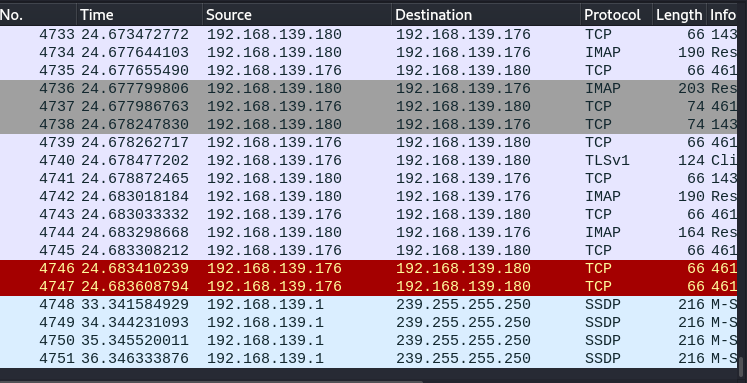 No. Time Source Destination Protocol Length Info
4733 24.673472772 192.168.139.180 192.168.139.176 TCP 66 143
4734 24.677644103 192.168.139.180 192.168.139.176 IMAP 190 Res
4735 24.677655490 192.168.139.176 192.168.139.180 TCP 66 461
4736 24.677799806 192.168.139.180 192.168.139.176 IMAP 203 Res
4737 24.677986763 192.168.139.176 192.168.139.180 TCP 74 461
4738 24.678247830 192.168.139.180 192.168.139.176 TCP 74 143
4739 24.678262717 192.168.139.176 192.168.139.180 TCP 66 461
4740 24.678477202 192.168.139.176 192.168.139.180 TLSv1 124 Cli
4741 24.678872465 192.168.139.180 192.168.139.176 TCP 66 143
4742 24.683018184 192.168.139.180 192.168.139.176 IMAP 190 Res
4743 24.683033332 192.168.139.176 192.168.139.180 TCP 66 461
4744 24.683298668 192.168.139.180 192.168.139.176 IMAP 164 Res
4745 24.683308212 192.168.139.176 192.168.139.180 TCP 66 461
4746 24.683410239 192.168.139.176 192.168.139.180 TCP 66 461
4747 24.683608794 192.168.139.176 192.168.139.180 TCP 66 461
4748 33.341584929 192.168.139.1 239.255.255.250 SSDP 216 M-S
4749 34.344231093 192.168.139.1 239.255.255.250 SSDP 216 M-S
4750 35.345520011 192.168.139.1 239.255.255.250 SSDP 216 M-S
4751 36.346333876 192.168.139.1 239.255.255.250 SSDP 216 M-S